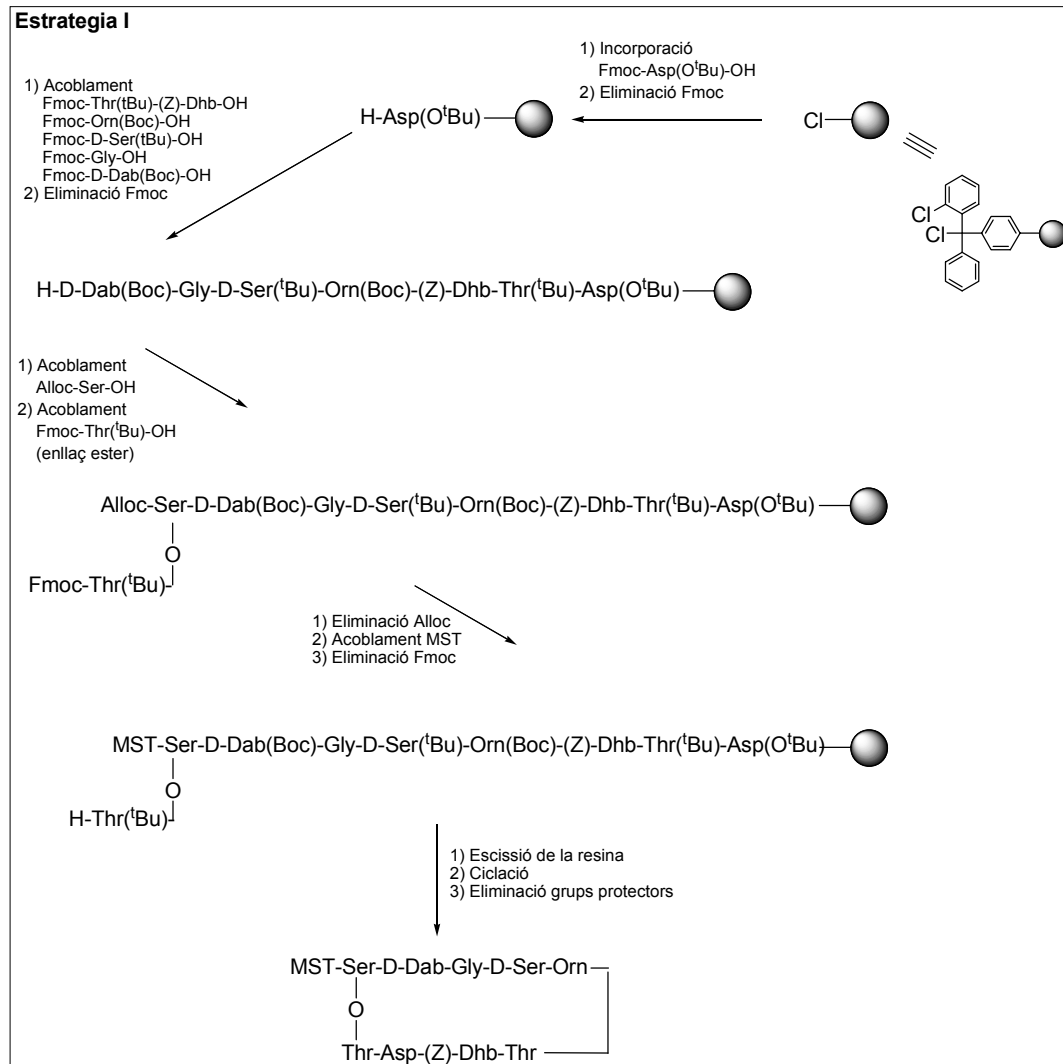 Estrategia I
1) Incorporació
Fmoc-Asp(OᵗBu)-OH
2) Eliminació Fmoc
1) Acoblament
Fmoc-Thr(tBu)-(Z)-Dhb-OH
Fmoc-Orn(Boc)-OH
Fmoc-D-Ser(tBu)-OH
Fmoc-Gly-OH
Fmoc-D-Dab(Boc)-OH
2) Eliminació Fmoc
H-Asp(OᵗBu)
Cl
Cl
Cl
H-D-Dab(Boc)-Gly-D-Ser(ᵗBu)-Orn(Boc)-(Z)-Dhb-Thr(ᵗBu)-Asp(OᵗBu)
1) Acoblament
Alloc-Ser-OH
2) Acoblament
Fmoc-Thr(ᵗBu)-OH
(enllaç ester)
Alloc-Ser-D-Dab(Boc)-Gly-D-Ser(ᵗBu)-Orn(Boc)-(Z)-Dhb-Thr(ᵗBu)-Asp(OᵗBu)
O
Fmoc-Thr(ᵗBu)-
1) Eliminació Alloc
2) Acoblament MST
3) Eliminació Fmoc
MST-Ser-D-Dab(Boc)-Gly-D-Ser(ᵗBu)-Orn(Boc)-(Z)-Dhb-Thr(ᵗBu)-Asp(OᵗBu)
O
H-Thr(ᵗBu)-
1) Escissió de la resina
2) Ciclació
3) Eliminació grups protectors
MST-Ser-D-Dab-Gly-D-Ser-Orn
O
Thr-Asp-(Z)-Dhb-Thr